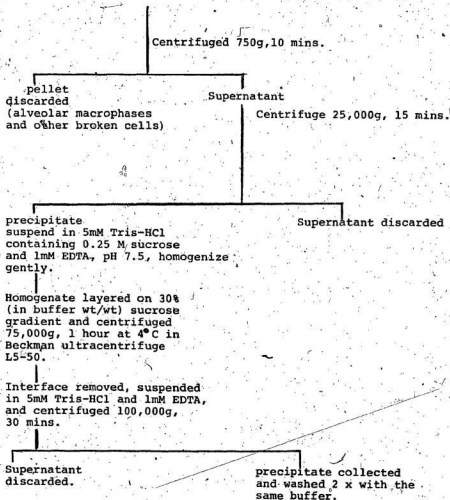 Centrifuged 750g,10 mins.
pellet
discarded
(alveolar macrophases
and other broken cells)
Supernatant
Centrifuge 25,000g, 15 mins.
precipitate
suspend in 5mM Tris-HCl
containing 0.25 M sucrose
and 1mM EDTA, pH 7.5, homogenize
gently.
Supernatant discarded
Homogenate layered on 30%
(in buffer wt/wt) sucrose
gradient and centrifuged
75,000g, 1 hour at 4°C in
Beckman ultracentrifuge
L5-50.
Interface removed, suspended
in 5mM Tris-HCl and 1mM EDTA,
and centrifuged 100,000g,
30 mins.
Supernatant
discarded.
precipitate collected
and washed 2 x with the
same buffer.